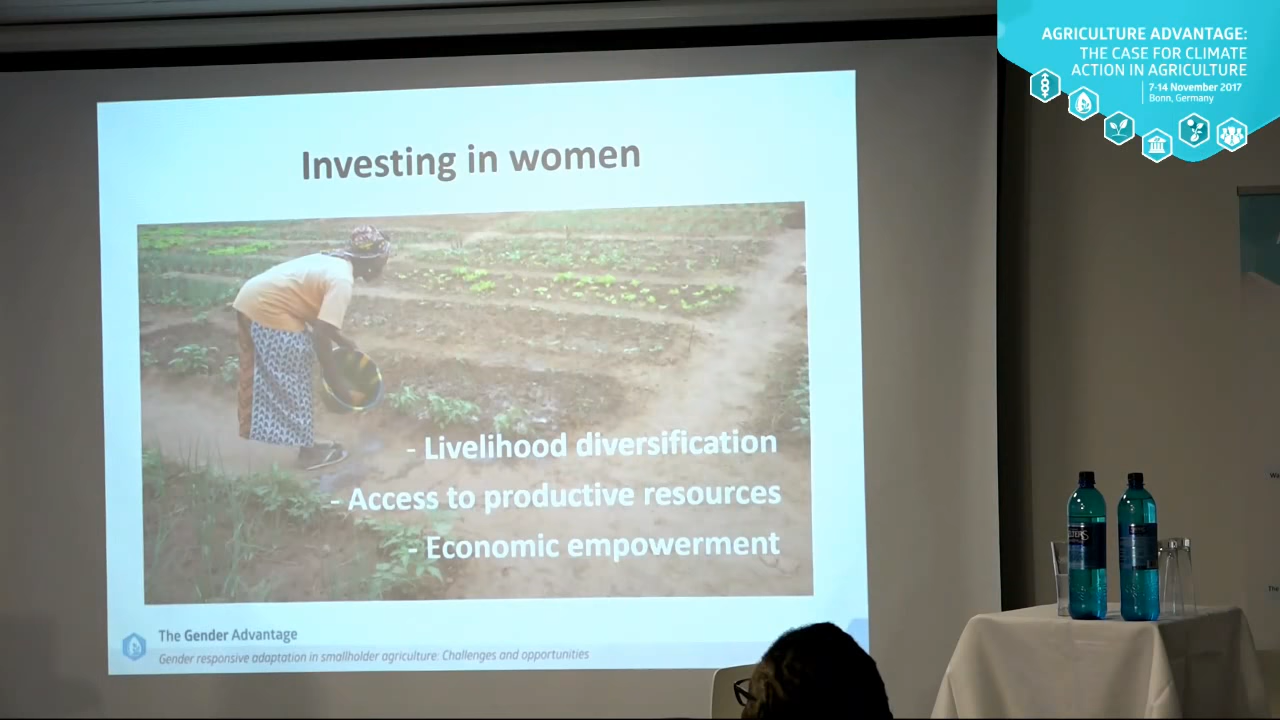 AGRICULTURE ADVANTAGE:
THE CASE FOR CLIMATE
ACTION IN AGRICULTURE
7-14 November 2017
Bonn, Germany
Investing in women
- Livelihood diversification
- Access to productive resources
- Economic empowerment
The Gender Advantage
Gender responsive adaptation in smallholder agriculture: Challenges and opportunities